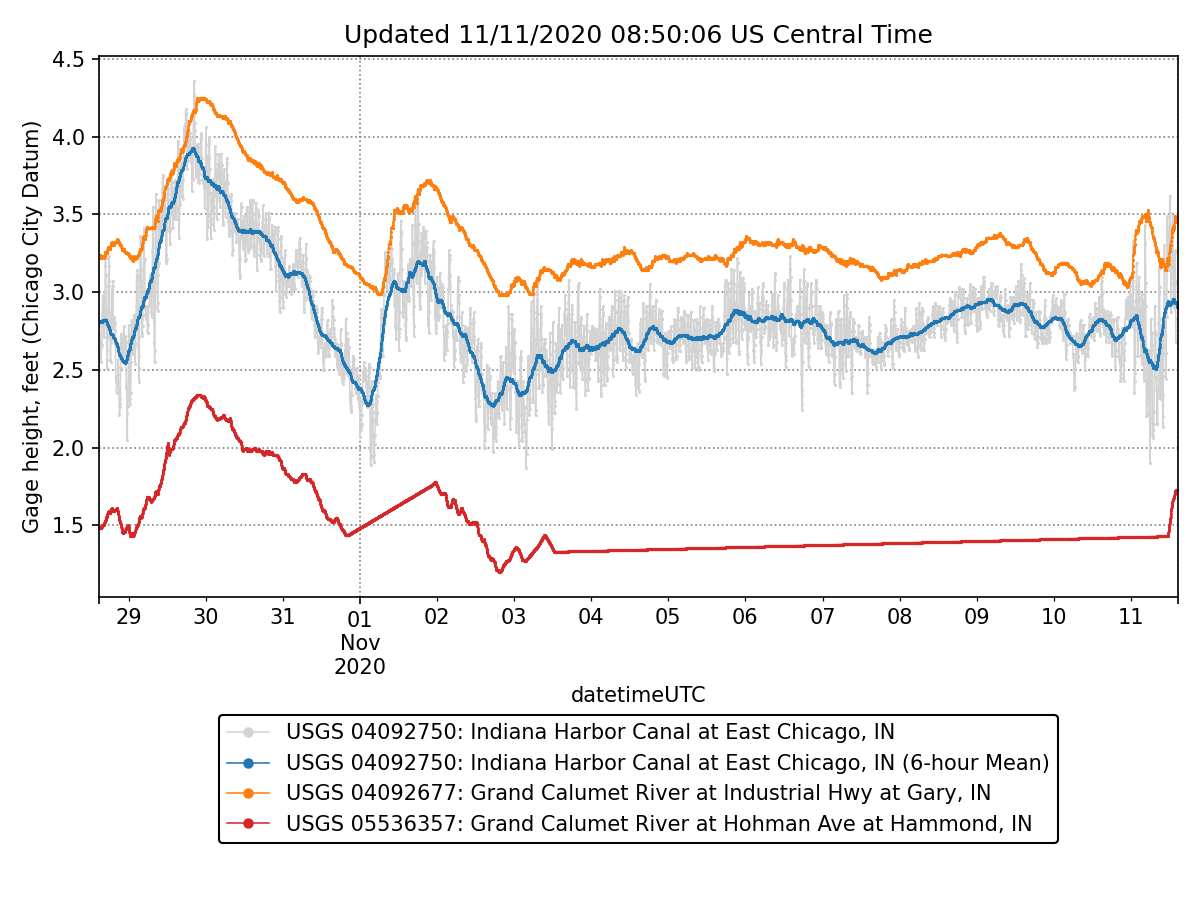 Updated 11/11/2020 08:50:06 US Central Time
Gage height, feet (Chicago City Datum)
4.5
4.0
3.5
3.0
2.5
2.0
1.5
29 30 31 01 02 03 04 05 06 07 08 09 10 11
Nov
2020
datetimeUTC
USGS 04092750: Indiana Harbor Canal at East Chicago, IN
USGS 04092750: Indiana Harbor Canal at East Chicago, IN (6-hour Mean)
USGS 04092677: Grand Calumet River at Industrial Hwy at Gary, IN
USGS 05536357: Grand Calumet River at Hohman Ave at Hammond, IN